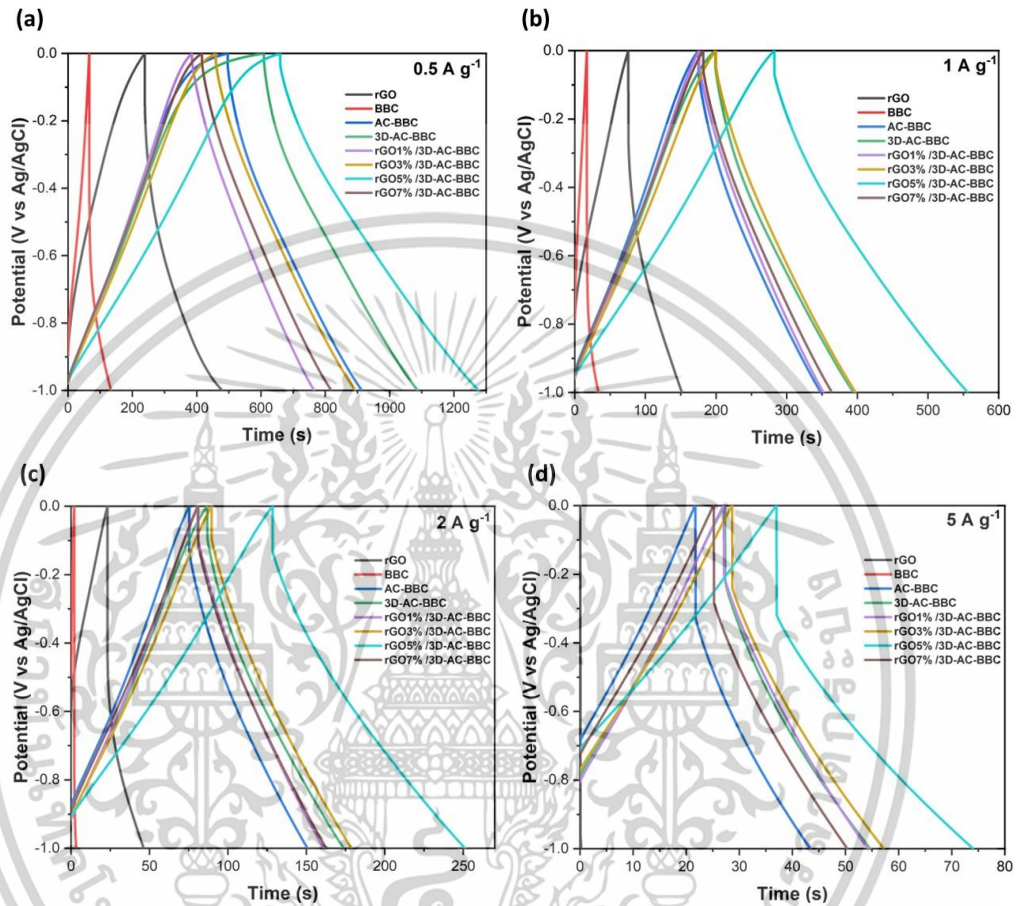 (a)
0.5 A g-1
rGO
BBC
AC-BBC
3D-AC-BBC
rGO1% /3D-AC-BBC
rGO3% /3D-AC-BBC
rGO5% /3D-AC-BBC
rGO7% /3D-AC-BBC
Potential (V vs Ag/AgCl)
0.0
-0.2
-0.4
-0.6
-0.8
-1.0
0 200 400 600 800 1000 1200
Time (s)
(b)
1 A g-1
rGO
BBC
AC-BBC
3D-AC-BBC
rGO1% /3D-AC-BBC
rGO3% /3D-AC-BBC
rGO5% /3D-AC-BBC
rGO7% /3D-AC-BBC
Potential (V vs Ag/AgCl)
0.0
-0.2
-0.4
-0.6
-0.8
-1.0
0 100 200 300 400 500 600
Time (s)
(c)
2 A g-1
rGO
BBC
AC-BBC
3D-AC-BBC
rGO1% /3D-AC-BBC
rGO3% /3D-AC-BBC
rGO5% /3D-AC-BBC
rGO7% /3D-AC-BBC
Potential (V vs Ag/AgCl)
0.0
-0.2
-0.4
-0.6
-0.8
-1.0
0 50 100 150 200 250
Time (s)
(d)
5 A g-1
rGO
BBC
AC-BBC
3D-AC-BBC
rGO1% /3D-AC-BBC
rGO3% /3D-AC-BBC
rGO5% /3D-AC-BBC
rGO7% /3D-AC-BBC
Potential (V vs Ag/AgCl)
0.0
-0.2
-0.4
-0.6
-0.8
-1.0
0 10 20 30 40 50 60 70 80
Time (s)